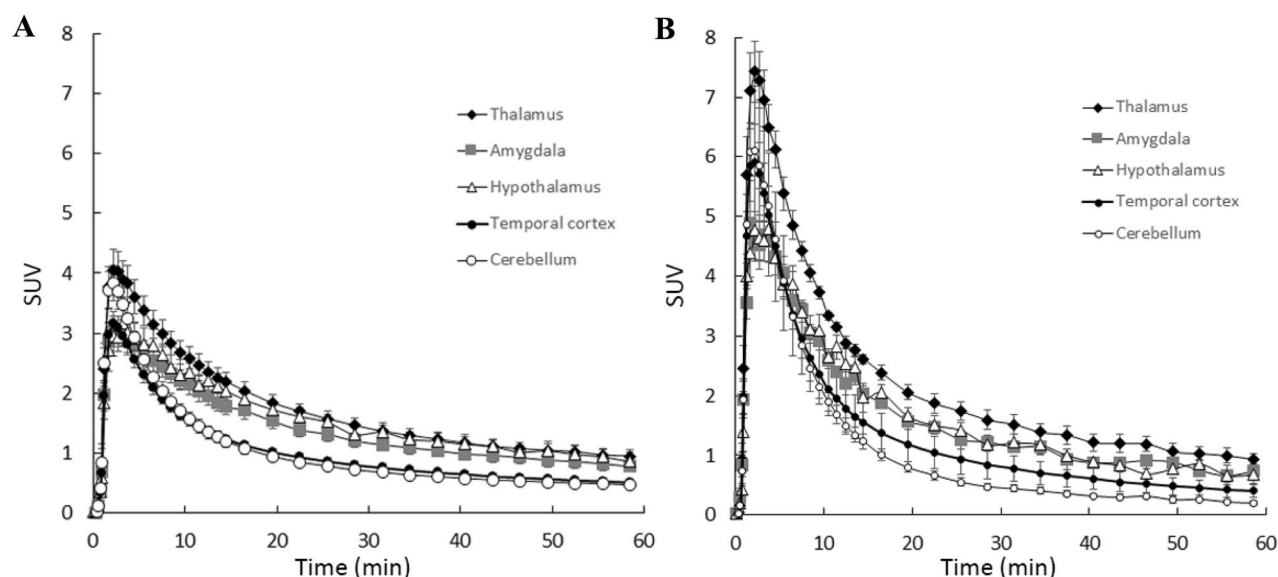 A
SUV
8
7
6
5
4
3
2
1
0
Thalamus
Amygdala
Hypothalamus
Temporal cortex
Cerebellum
0 10 20 30 40 50 60
Time (min)
B
SUV
8
7
6
5
4
3
2
1
0
Thalamus
Amygdala
Hypothalamus
Temporal cortex
Cerebellum
0 10 20 30 40 50 60
Time (min)